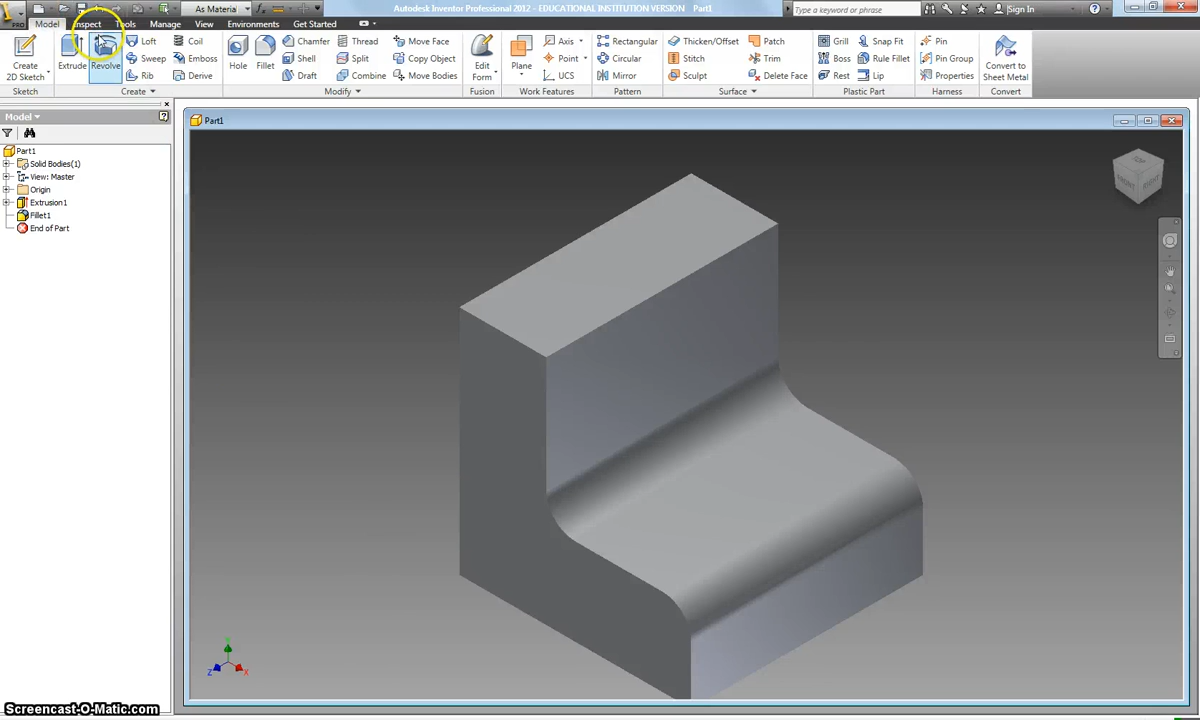 As Material
Autodesk Inventor Professional 2012 - EDUCATIONAL INSTITUTION VERSION Part1
Type a keyword or phrase
Sign In
PRO
Model Inspect Tools Manage View Environments Get Started
Create
2D Sketch
Extrude
Revolve
Loft
Sweep
Rib
Coil
Emboss
Derive
Hole
Fillet
Chamfer
Shell
Draft
Thread
Split
Combine
Move Face
Copy Object
Move Bodies
Edit
Form
Plane
Axis
Point
UCS
Rectangular
Circular
Mirror
Thicken/Offset
Stitch
Sculpt
Patch
Trim
Delete Face
Grill
Boss
Rest
Snap Fit
Rule Fillet
Lip
Pin
Pin Group
Properties
Convert to
Sheet Metal
Sketch Create Modify Fusion Work Features Pattern Surface Plastic Part Harness Convert
Model
Part1
Solid Bodies(1)
View: Master
Origin
Extrusion1
Fillet1
End of Part
Part1
TOP
FRONT
RIGHT
Y
Z
X
Screencast-O-Matic.com